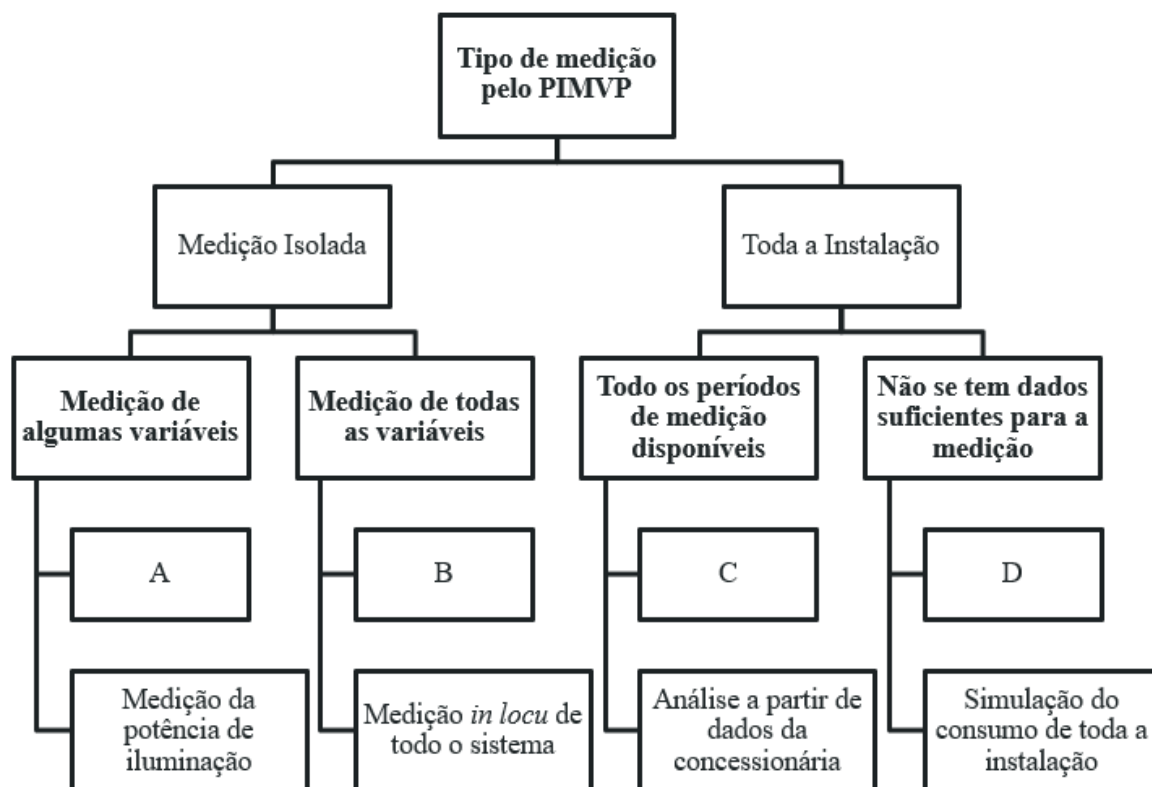 Tipo de medição
pelo PIMVP
Medição Isolada
Toda a Instalação
Medição de
algumas variáveis
Medição de todas
as variáveis
Todo os períodos
de medição
disponíveis
Não se tem dados
suficientes para a
medição
A
B
C
D
Medição da
potência de
iluminação
Medição in locu de
todo o sistema
Análise a partir de
dados da
concessionária
Simulação do
consumo de toda a
instalação